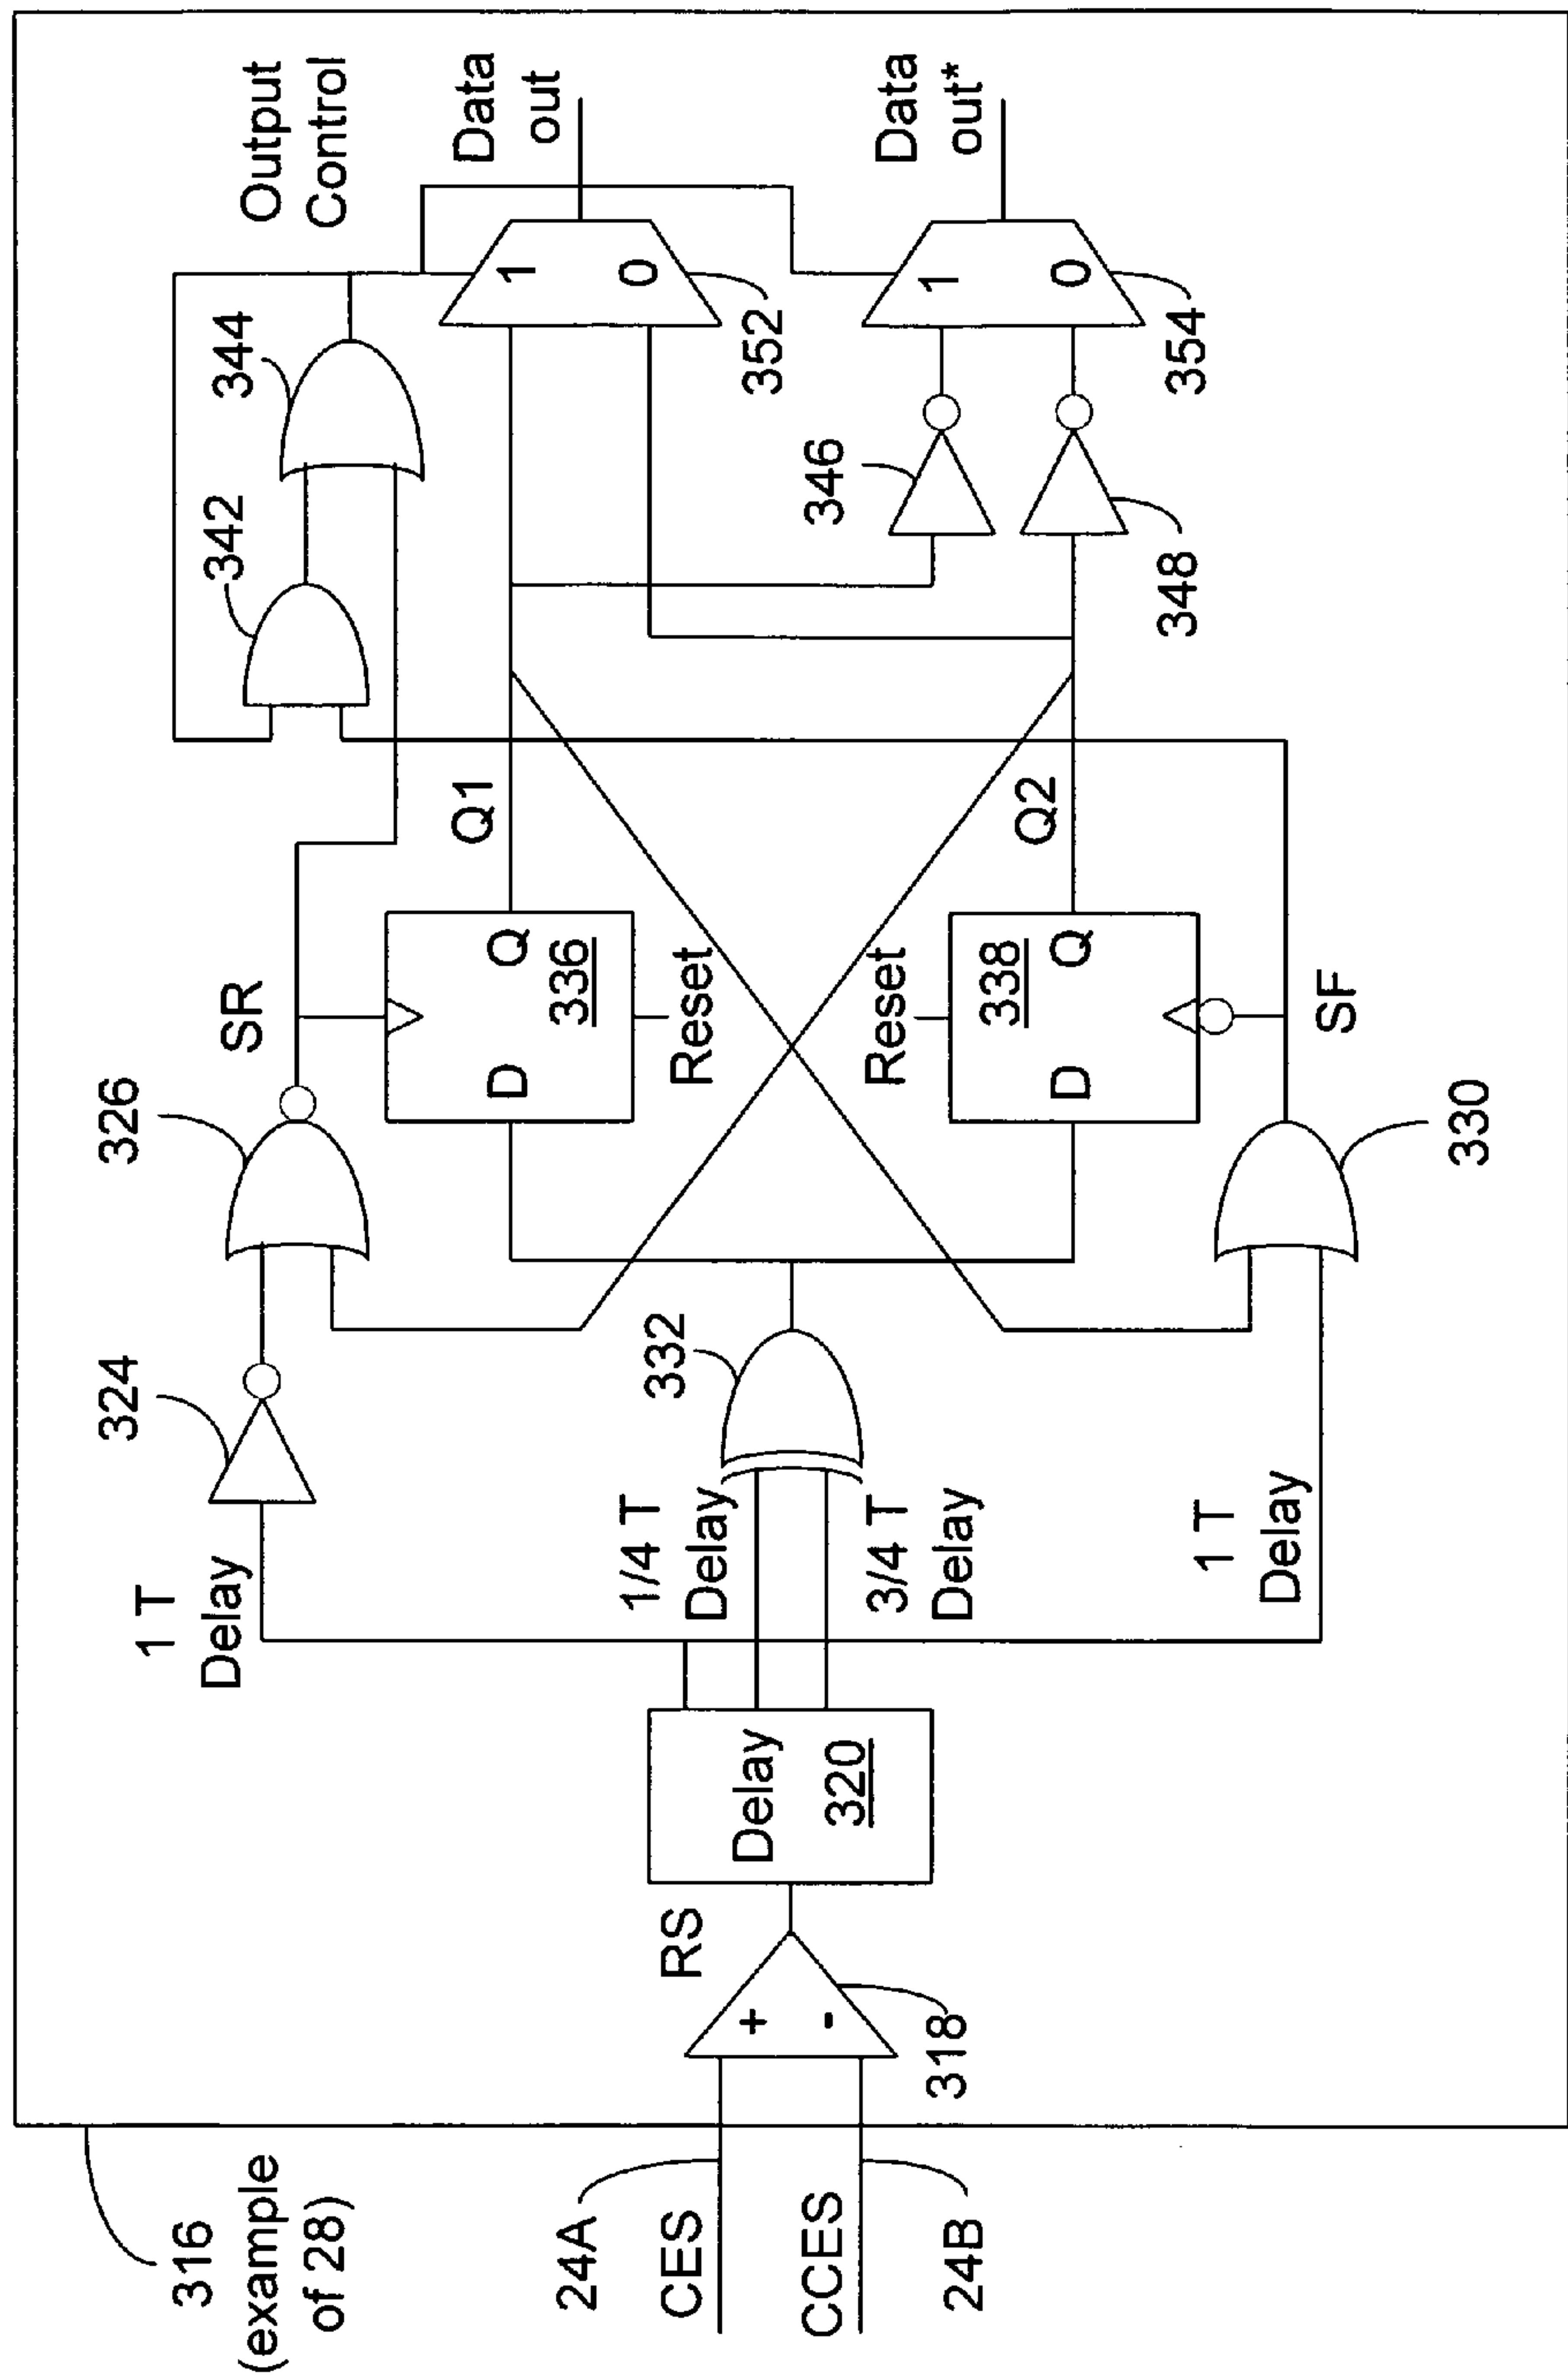 316
(example
of 28)
24A
CES
CCES
24B
RS
+
-
318
Delay
320
1 T
Delay
1/4 T
Delay
3/4 T
Delay
1 T
Delay
324
326
332
330
SR
D
Q
336
Reset
Reset
338
D
Q
SF
Q1
Q2
342
344
346
348
Output
Control
1
0
352
1
0
354
Data
out
Data
out*